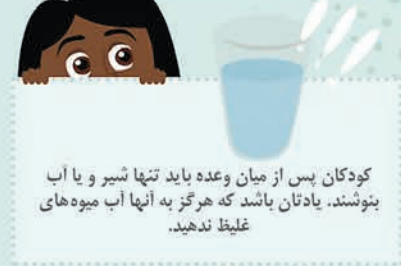 کودکان پس از میان وعده باید تنها شیر و یا آب
بنوشند. یادتان باشد که هرگز به آنها آب میوه‌های
غلیظ ندهید.